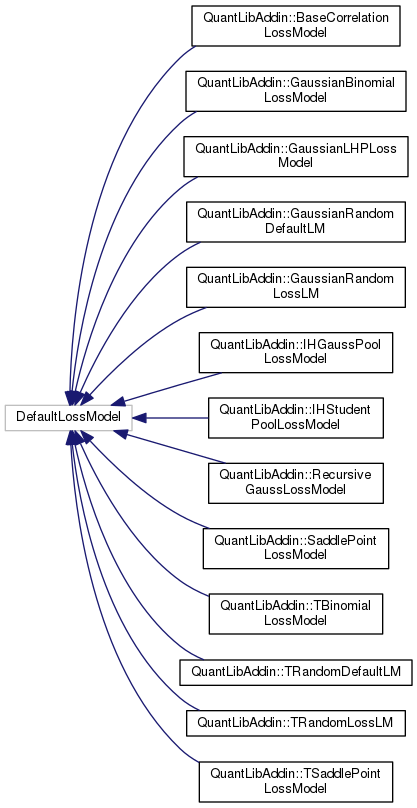 QuantLibAddin::BaseCorrelation
LossModel
QuantLibAddin::GaussianBinomial
LossModel
QuantLibAddin::GaussianLHPLoss
Model
QuantLibAddin::GaussianRandom
DefaultLM
QuantLibAddin::GaussianRandom
LossLM
QuantLibAddin::IHGaussPool
LossModel
DefaultLossModel
QuantLibAddin::IHStudent
PoolLossModel
QuantLibAddin::Recursive
GaussLossModel
QuantLibAddin::SaddlePoint
LossModel
QuantLibAddin::TBinomial
LossModel
QuantLibAddin::TRandomDefaultLM
QuantLibAddin::TRandomLossLM
QuantLibAddin::TSaddlePoint
LossModel